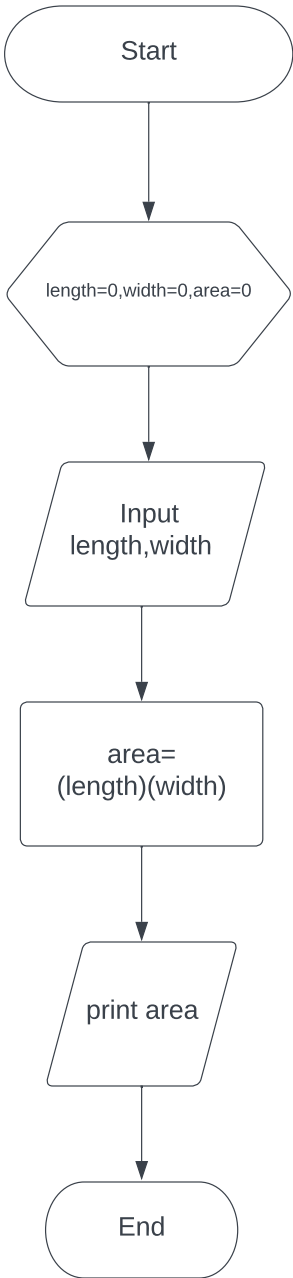 Start
length=0,width=0,area=0
Input
length,width
area=
(length)(width)
print area
End